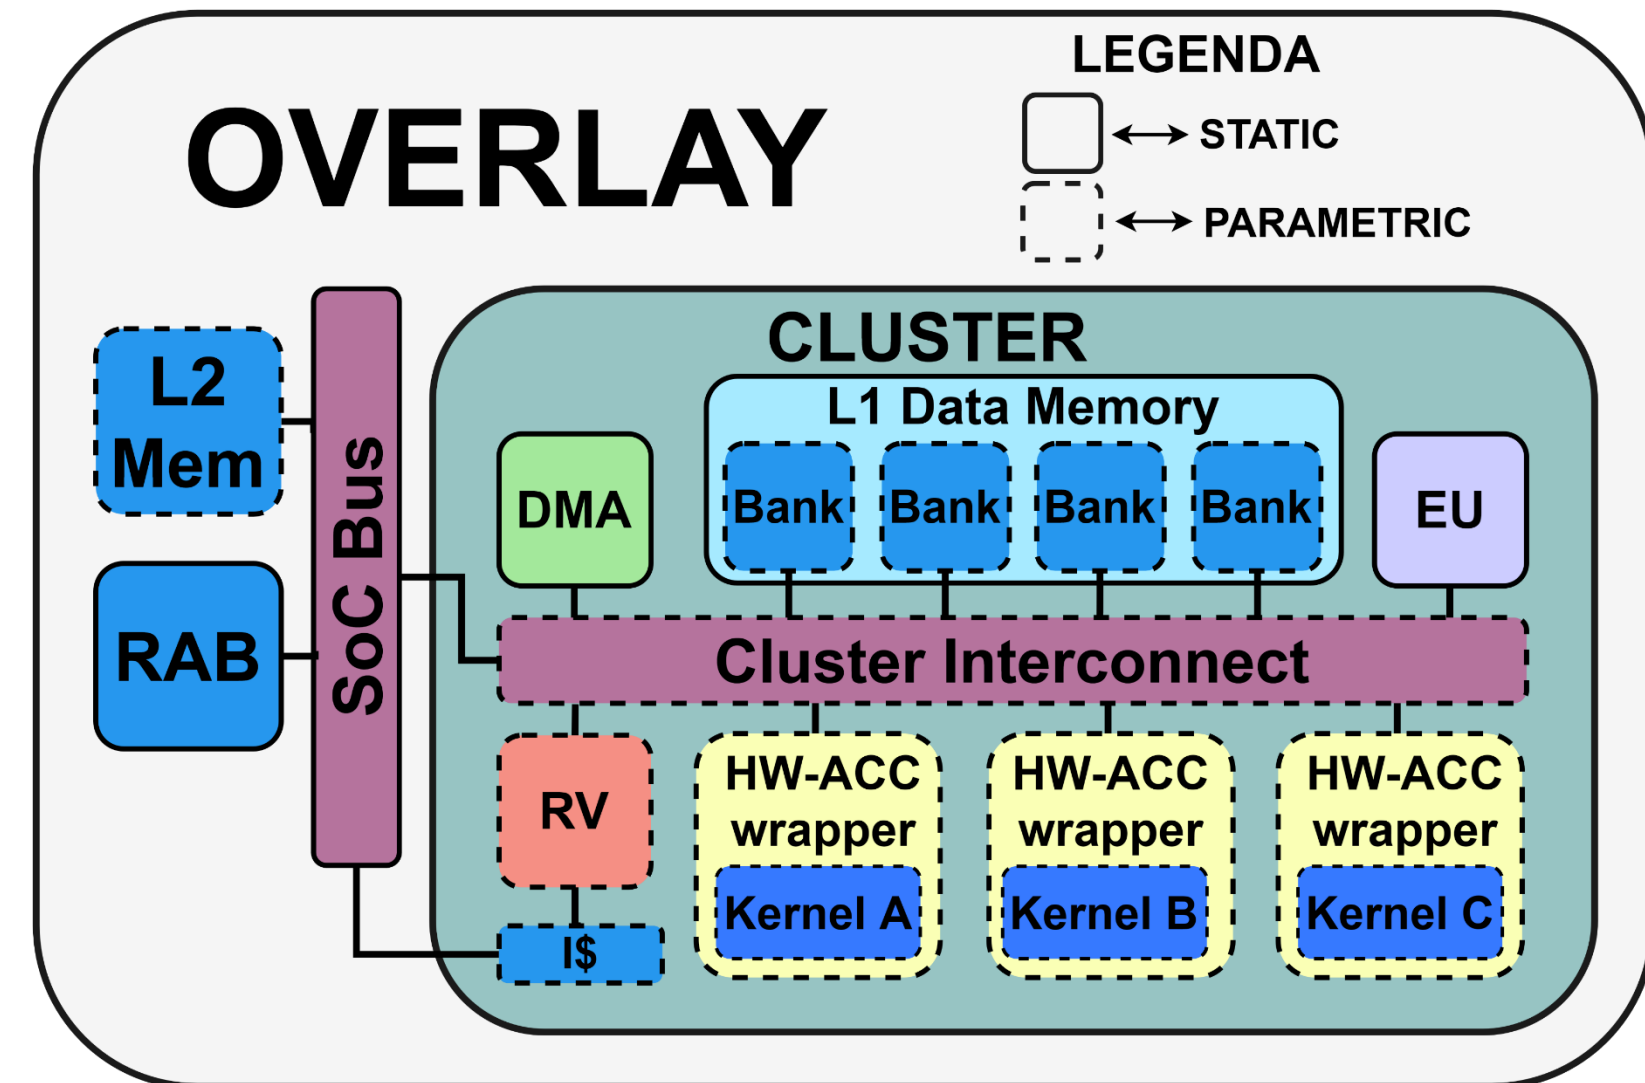 LEGENDA
OVERLAY
STATIC
PARAMETRIC
L2
Mem
RAB
SoC Bus
CLUSTER
L1 Data Memory
DMA
Bank
Bank
Bank
Bank
EU
Cluster Interconnect
RV
I$
HW-ACC
wrapper
Kernel A
HW-ACC
wrapper
Kernel B
HW-ACC
wrapper
Kernel C